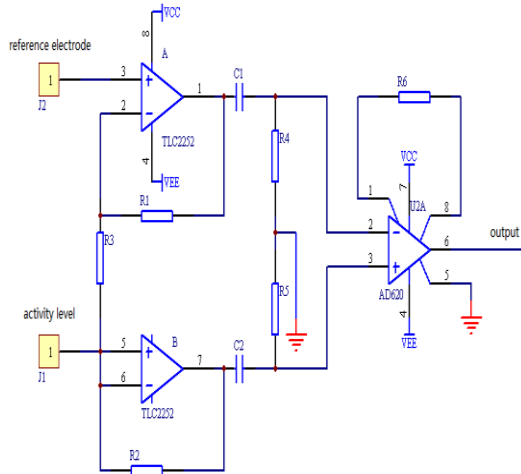 reference electrode
8
VCC
A
1
J2
3
+
2
−
1
C1
TLC2252
4
VEE
R1
R3
R4
R6
VCC
7
1
U2A
8
2
−
6
output
3
+
5
AD620
4
VEE
R5
activity level
1
J1
5
+
6
−
B
7
C2
TLC2252
R2